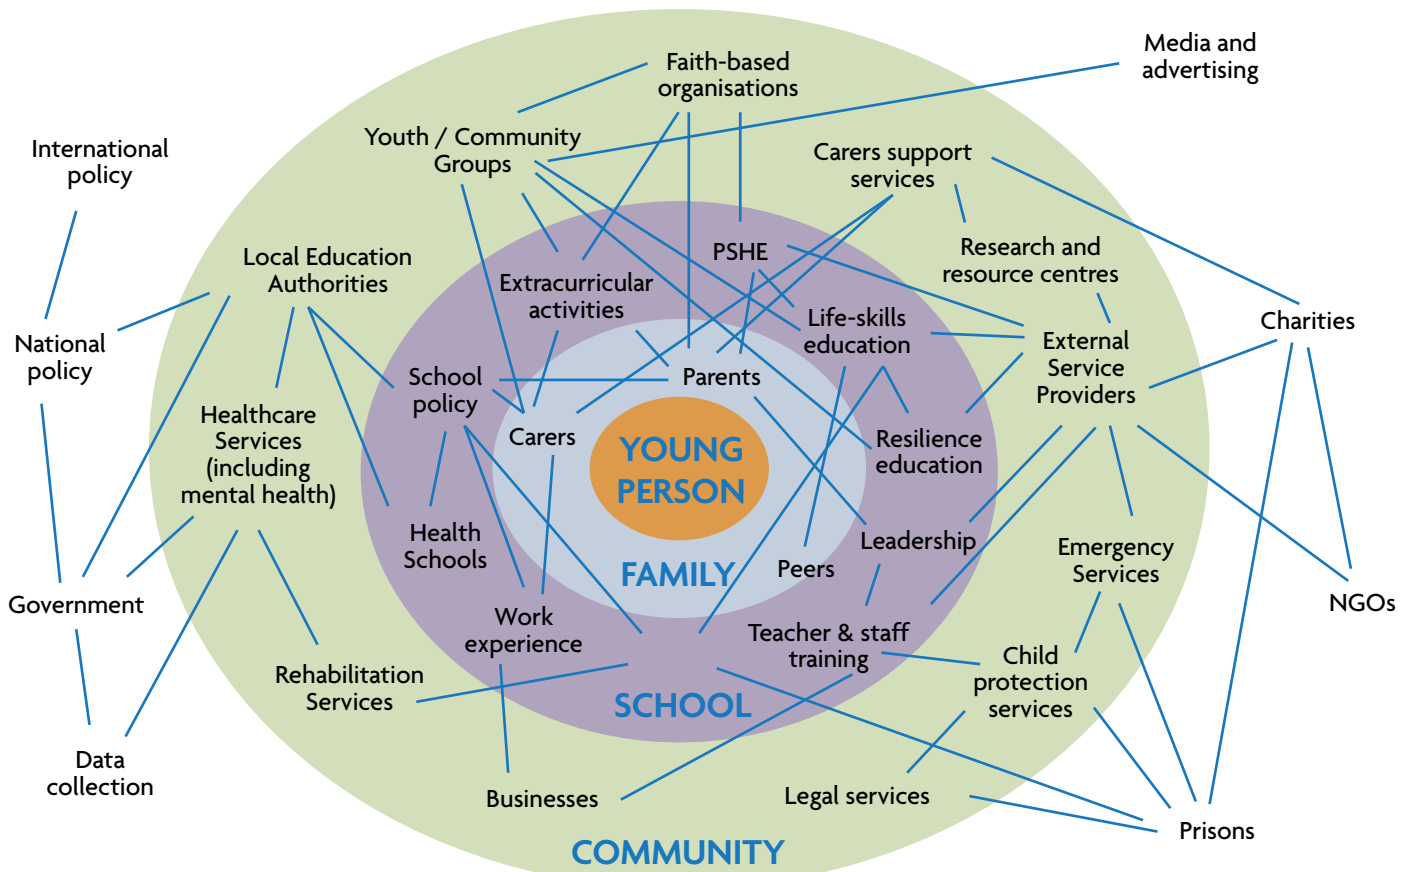 Media and
advertising
Faith-based
organisations
Youth / Community
Groups
International
policy
Carers support
services
Local Education
Authorities
PSHE
Research and
resource centres
Extracurricular
activities
Life-skills
education
Charities
National
policy
External
Service
Providers
School
policy
Parents
Healthcare
Services
(including
mental health)
Carers
YOUNG
PERSON
Resilience
education
Health
Schools
Leadership
Emergency
Services
FAMILY
Peers
Government
NGOs
Work
experience
Teacher & staff
training
Child
protection
services
Rehabilitation
Services
SCHOOL
Data
collection
Businesses
Legal services
Prisons
COMMUNITY